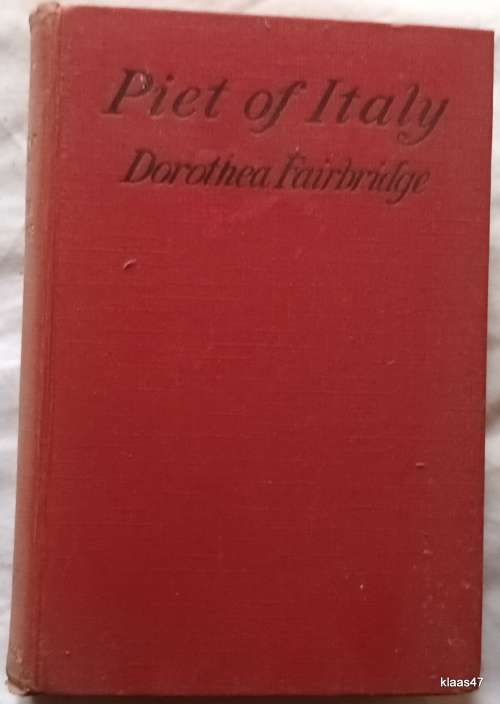 Piet of Italy
Dorothea Fairbridge
klaas47